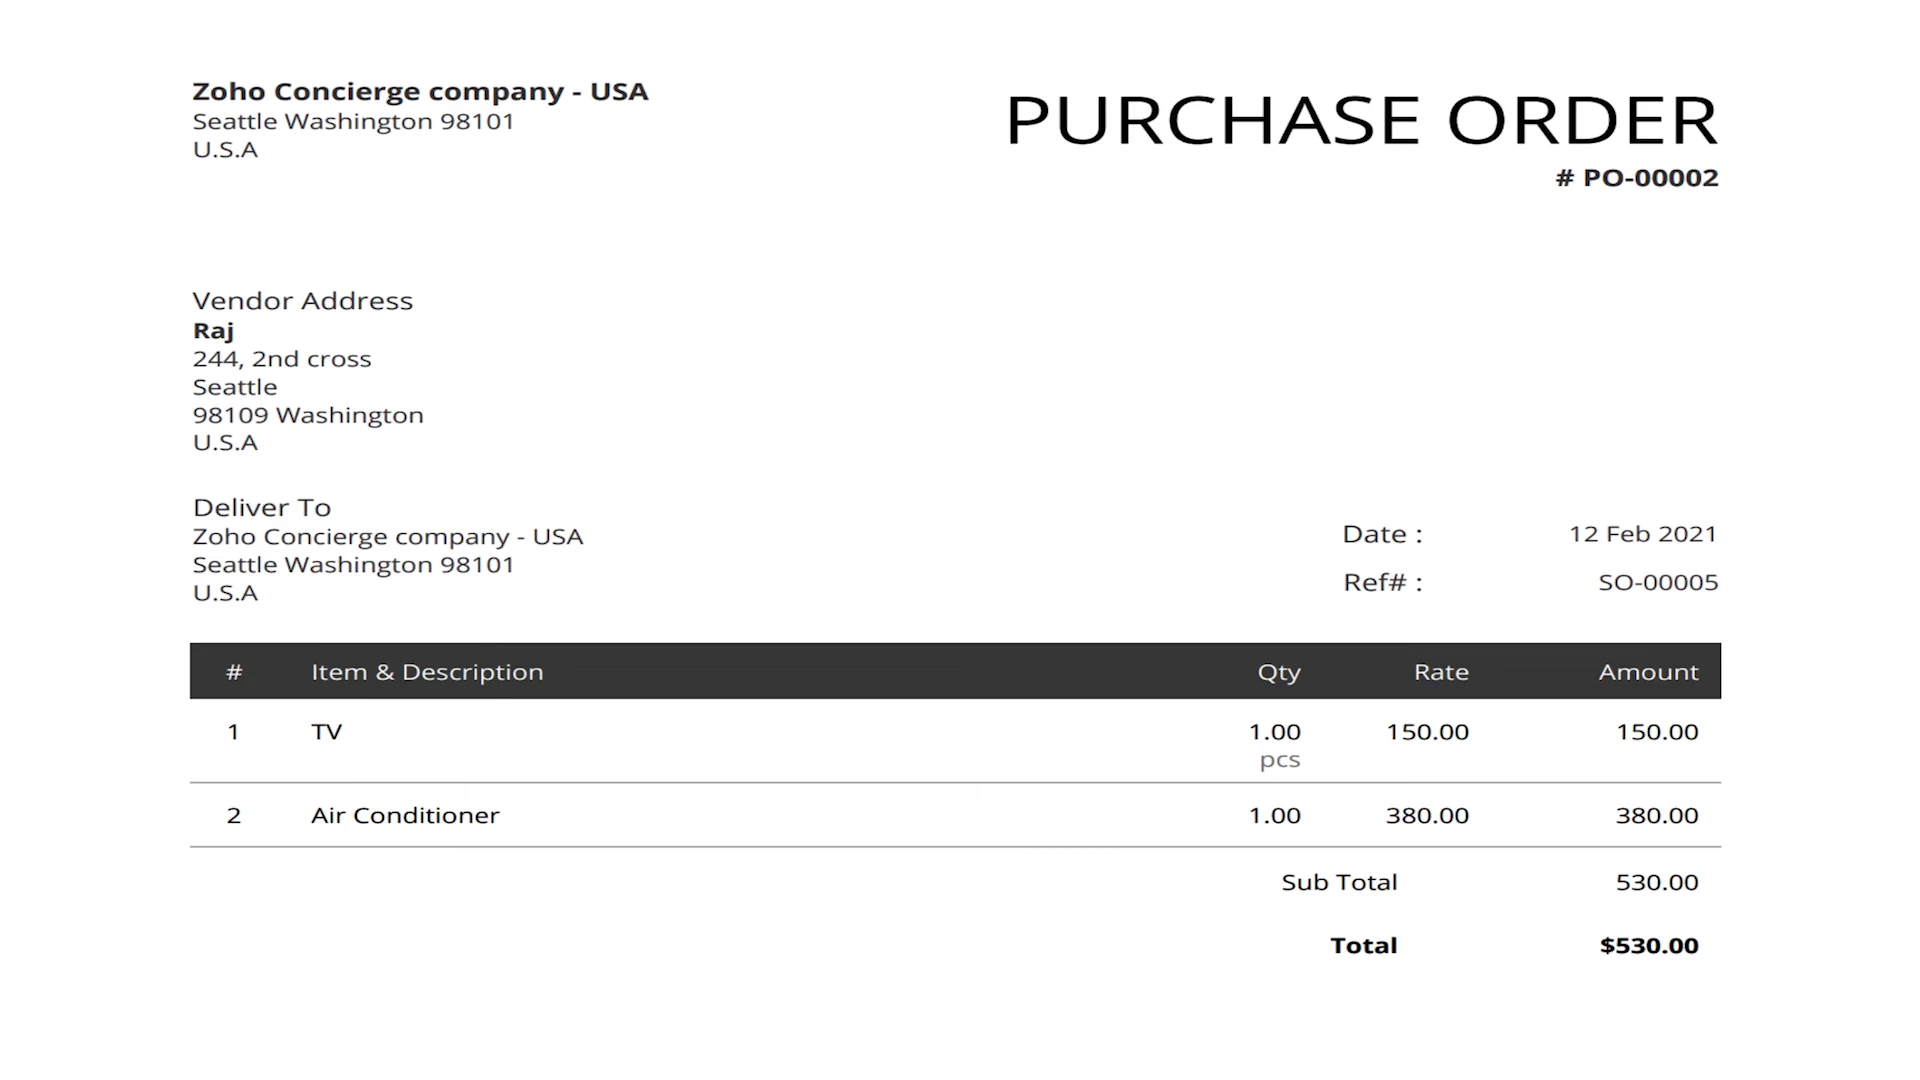 Zoho Concierge company - USA
Seattle Washington 98101
U.S.A
PURCHASE ORDER
# PO-00002
Vendor Address
Raj
244, 2nd cross
Seattle
98109 Washington
U.S.A
Deliver To
Zoho Concierge company - USA
Seattle Washington 98101
U.S.A
Date : 12 Feb 2021
Ref# : SO-00005
# Item & Description Qty Rate Amount
1 TV 1.00 150.00 150.00
pcs
2 Air Conditioner 1.00 380.00 380.00
Sub Total 530.00
Total $530.00